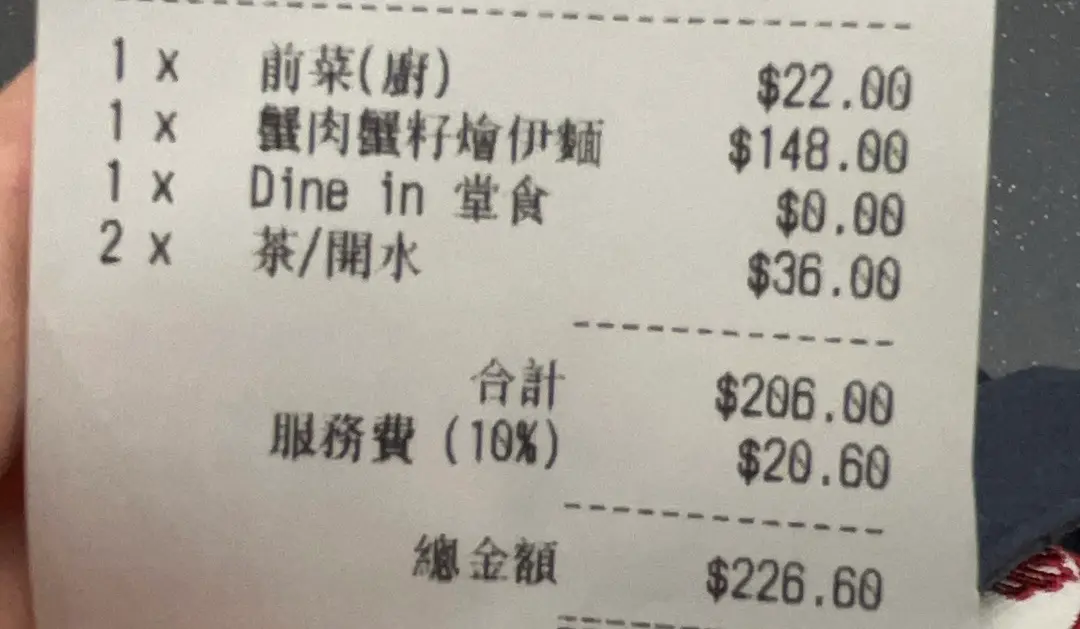 1 x 前菜(廚) $22.00
1 x 蟹肉蟹籽燴伊麵 $148.00
1 x Dine in 堂食 $0.00
2 x 茶/開水 $36.00
合計 $206.00
服務費 (10%) $20.60
總金額 $226.60